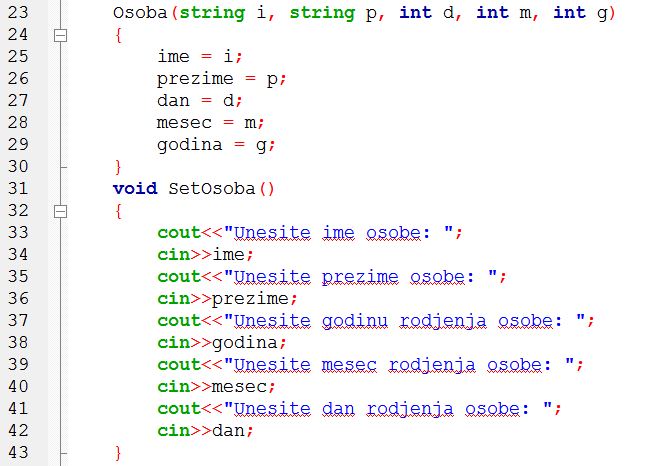 23 Osoba(string i, string p, int d, int m, int g)
24 {
25 ime = i;
26 prezime = p;
27 dan = d;
28 mesec = m;
29 godina = g;
30 }
31 void SetOsoba()
32 {
33 cout<<"Unesite ime osobe: ";
34 cin>>ime;
35 cout<<"Unesite prezime osobe: ";
36 cin>>prezime;
37 cout<<"Unesite godinu rodjenja osobe: ";
38 cin>>godina;
39 cout<<"Unesite mesec rodjenja osobe: ";
40 cin>>mesec;
41 cout<<"Unesite dan rodjenja osobe: ";
42 cin>>dan;
43 }